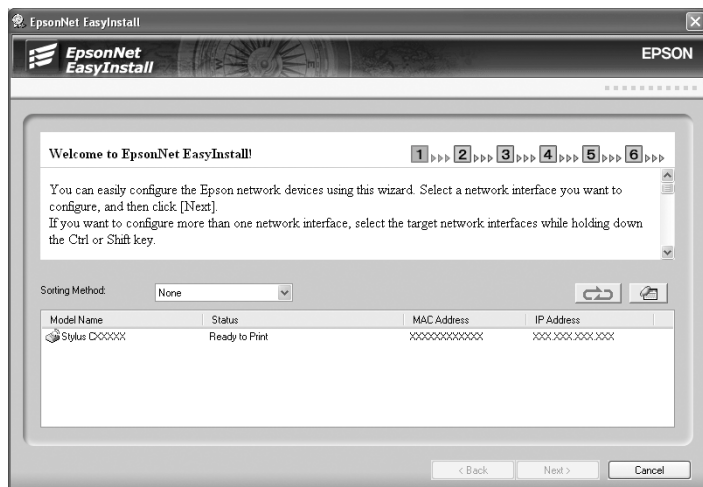 EpsonNet EasyInstall
EpsonNet
EasyInstall
EPSON
Welcome to EpsonNet EasyInstall!
1 2 3 4 5 6
You can easily configure the Epson network devices using this wizard. Select a network interface you want to
configure, and then click [Next].
If you want to configure more than one network interface, select the target network interfaces while holding down
the Ctrl or Shift key.
Sorting Method: None
Model Name Status MAC Address IP Address
Stylus CXXXXX Ready to Print XXXXXXXXXXXX XXX.XXX.XXX.XXX
< Back Next > Cancel